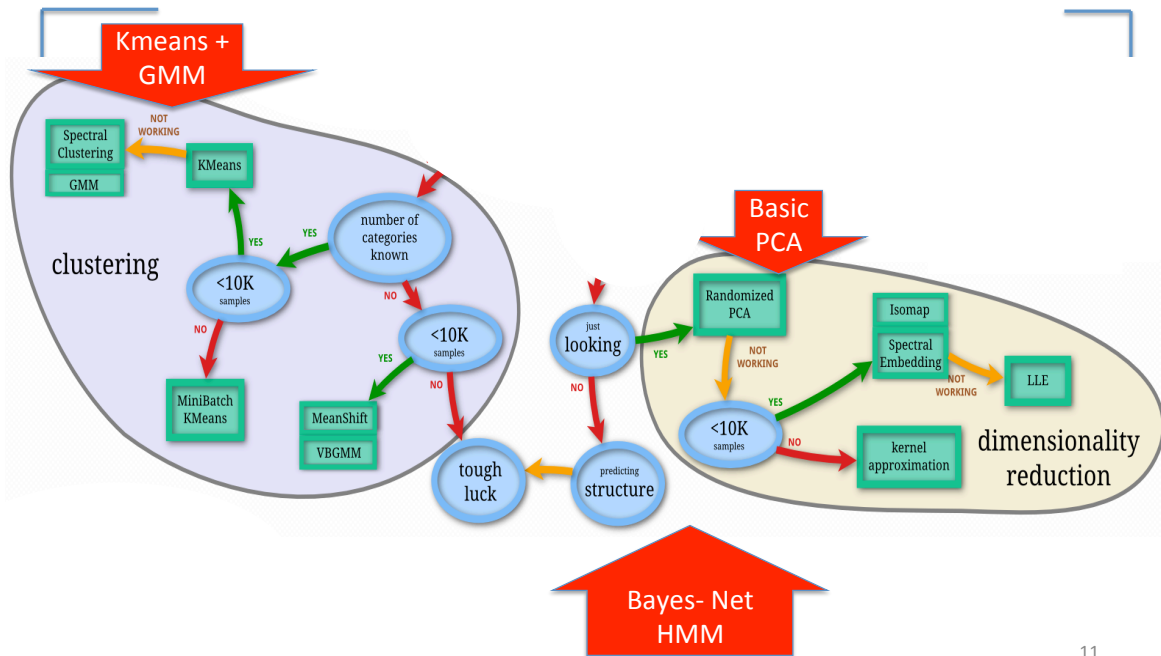 Kmeans +
GMM
NOT
WORKING
Spectral
Clustering
GMM
KMeans
number of
categories
known
YES
YES
clustering
<10K
samples
NO
NO
<10K
samples
YES
NO
MiniBatch
KMeans
MeanShift
VBGMM
tough
luck
Basic
PCA
just
looking
YES
NO
predicting
structure
Randomized
PCA
NOT
WORKING
<10K
samples
YES
NO
Isomap
Spectral
Embedding
NOT
WORKING
LLE
kernel
approximation
dimensionality
reduction
Bayes- Net
HMM
11